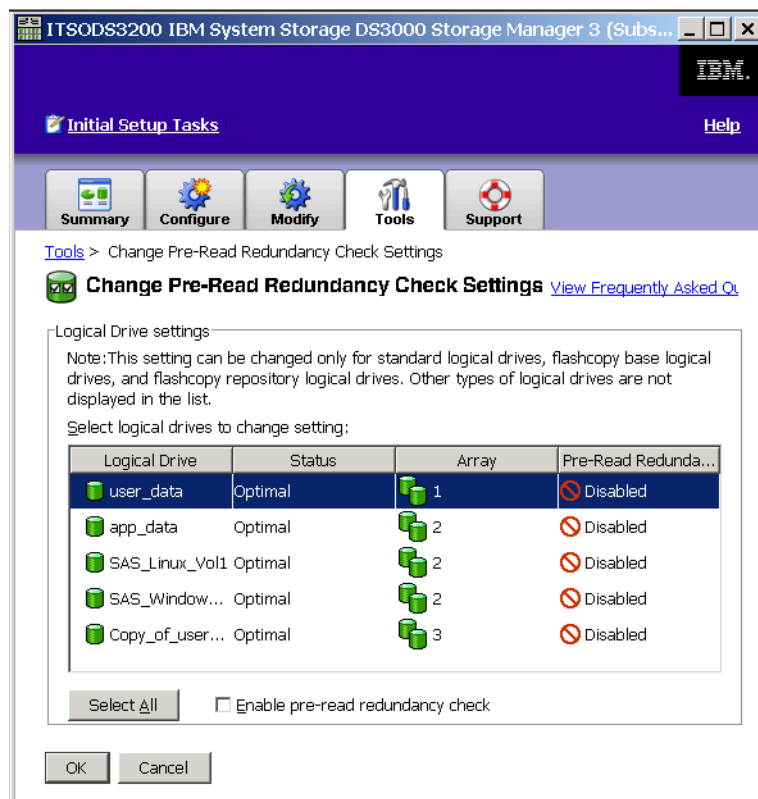 ITSODS3200 IBM System Storage DS3000 Storage Manager 3 (Subs...
IBM.
Initial Setup Tasks
Help
Summary
Configure
Modify
Tools
Support
Tools > Change Pre-Read Redundancy Check Settings
Change Pre-Read Redundancy Check Settings View Frequently Asked Qu
Logical Drive settings
Note:This setting can be changed only for standard logical drives, flashcopy base logical
drives, and flashcopy repository logical drives. Other types of logical drives are not
displayed in the list.
Select logical drives to change setting:
Logical Drive Status Array Pre-Read Redunda...
user_data Optimal 1 Disabled
app_data Optimal 2 Disabled
SAS_Linux_Vol1 Optimal 2 Disabled
SAS_Window... Optimal 2 Disabled
Copy_of_user... Optimal 3 Disabled
Select All Enable pre-read redundancy check
OK Cancel